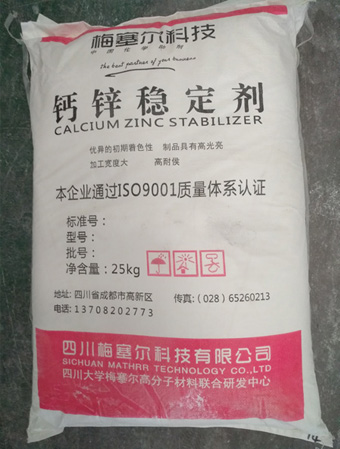 梅塞尔科技
the best partner of your business
钙锌稳定剂
CALCIUM ZINC STABILIZER
优异的初期着色性 制品具有高光亮
加工宽度大 高耐侯
本企业通过ISO9001质量体系认证
标准号：
型号：
批号：
净含量：25kg
地址: 四川省成都市高新区 传真:（028）65260213
电话: 13708202773
四川梅塞尔科技有限公司
SICHUAN MATHRR TECHNOLOGY CO.,LTD
四川大学梅塞尔高分子材料联合研发中心
14